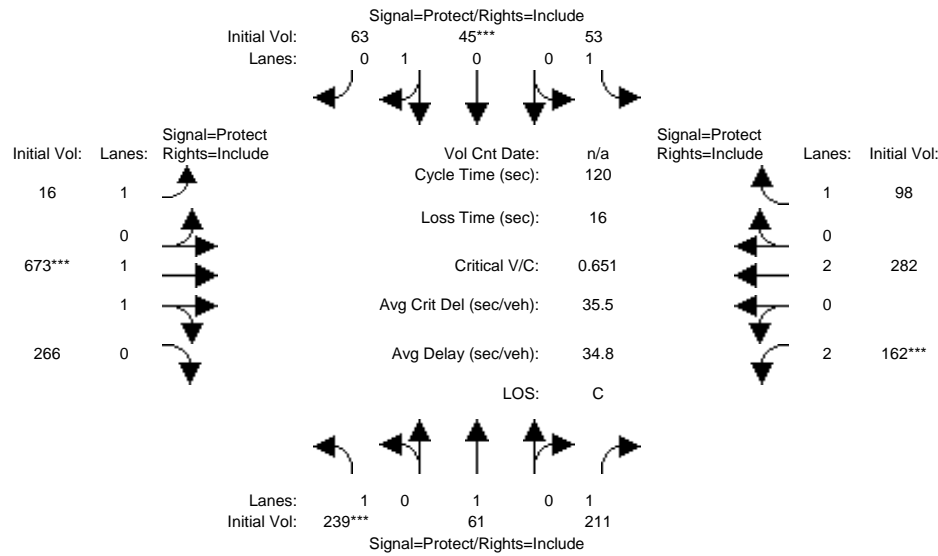 Signal=Protect/Rights=Include
Initial Vol: 63 45*** 53
Lanes: 0 1 0 0 1
Signal=Protect Signal=Protect
Initial Vol: Lanes: Rights=Include Vol Cnt Date: n/a Rights=Include Lanes: Initial Vol:
Cycle Time (sec): 120
16 1 1 98
Loss Time (sec): 16
0 0
673*** 1 Critical V/C: 0.651 2 282
1 Avg Crit Del (sec/veh): 35.5 0
266 0 Avg Delay (sec/veh): 34.8 2 162***
LOS: C
Lanes: 1 0 1 0 1
Initial Vol: 239*** 61 211
Signal=Protect/Rights=Include